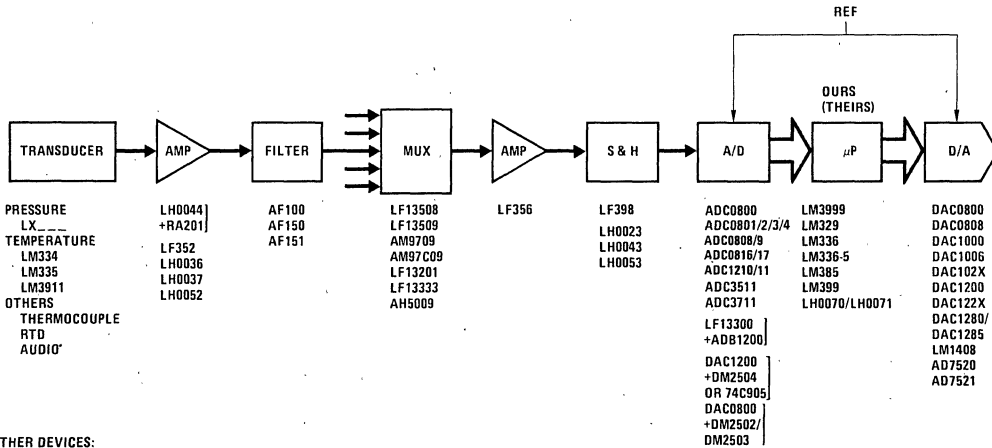 REF
OURS
(THEIRS)
TRANSDUCER
AMP
FILTER
MUX
AMP
S & H
A/D
µP
D/A
PRESSURE
LX_ _ _
TEMPERATURE
LM334
LM335
LM3911
OTHERS
THERMOCOUPLE
RTD
AUDIO
LH0044
+RA201
LF352
LH0036
LH0037
LH0052
AF100
AF150
AF151
LF13508
LF13509
AM9709
AM97C09
LF13201
LF13333
AH5009
LF356
LF398
LH0023
LH0043
LH0053
ADC0800
ADC0801/2/3/4
ADC0808/9
ADC0816/17
ADC1210/11
ADC3511
ADC3711
LF13300
+ADB1200
DAC1200
+DM2504
OR 74C905
DAC0800
+DM2502/
DM2503
LM3999
LM329
LM336
LM336-5
LM385
LM399
LH0070/LH0071
DAC0800
DAC0808
DAC1000
DAC1006
DAC102X
DAC1200
DAC122X
DAC1280/
DAC1285
LM1408
AD7520
AD7521
THER DEVICES: